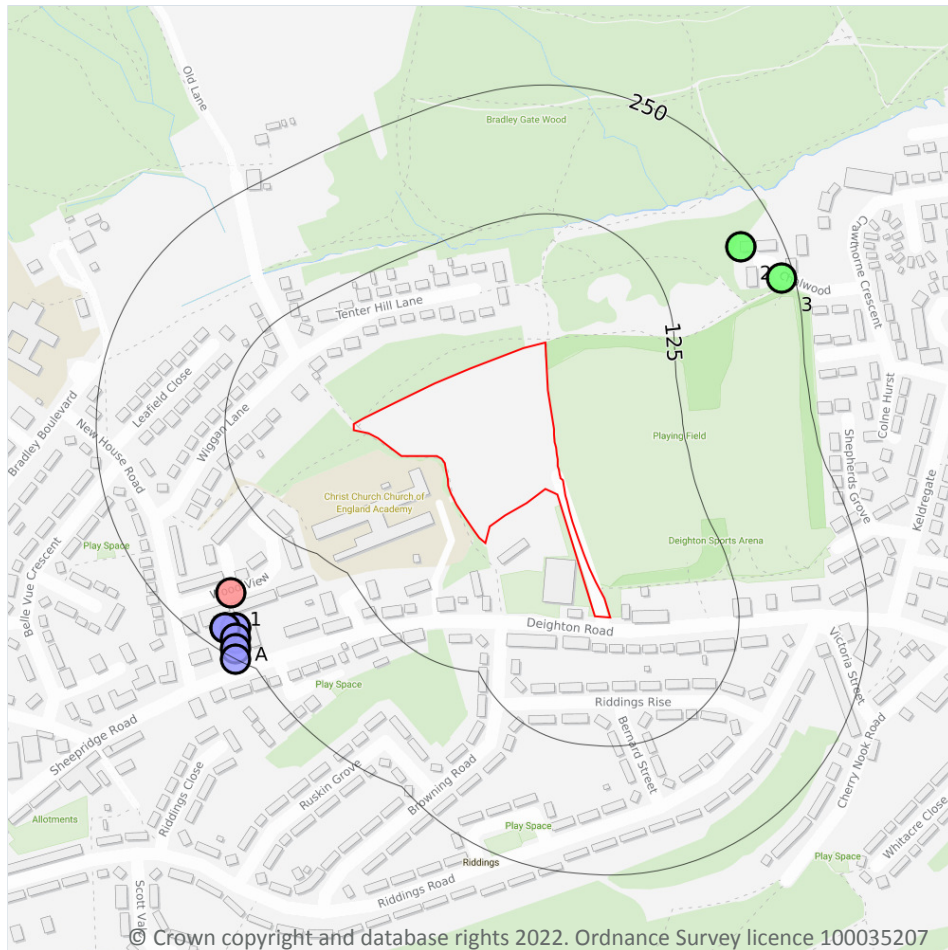 Old Lane
250
Bradley Gate Wood
Crawthorne Crescent
2
3
Tenter Hill Lane
125
Leafield Close
Bradley Boulevard
New House Road
Wiggan Lane
Colne Hurst
Playing Field
Shepherds Grove
Keldregate
Christ Church Church of
England Academy
Deighton Sports Arena
Play Space
Belle Vue Crescent
1
A
Deighton Road
Victoria Street
Play Space
Riddings Rise
Bernard Street
Sheepridge Road
Riddings Close
Ruskin Grove
Browning Road
Cherry Nook Road
Allotments
Play Space
Riddings
Whitacre Close
Play Space
Riddings Road
© Crown copyright and database rights 2022. Ordnance Survey licence 100035207